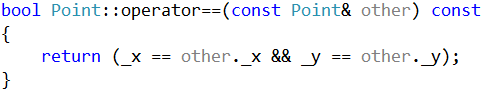 bool Point::operator==(const Point& other) const
{
    return (_x == other._x && _y == other._y);
}